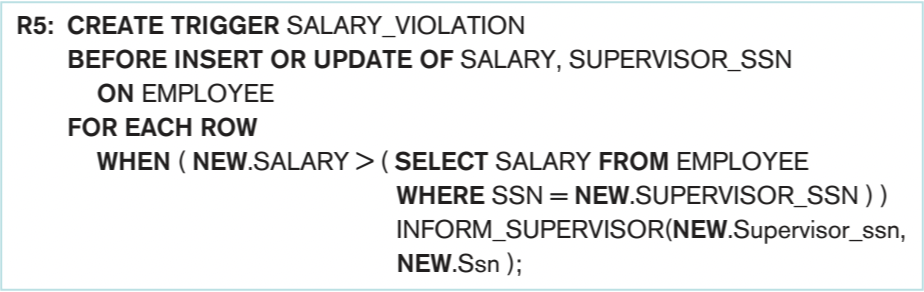 R5: CREATE TRIGGER SALARY_VIOLATION
BEFORE INSERT OR UPDATE OF SALARY, SUPERVISOR_SSN
ON EMPLOYEE
FOR EACH ROW
WHEN ( NEW.SALARY > ( SELECT SALARY FROM EMPLOYEE
WHERE SSN = NEW.SUPERVISOR_SSN ) )
INFORM_SUPERVISOR(NEW.Supervisor_ssn,
NEW.Ssn );